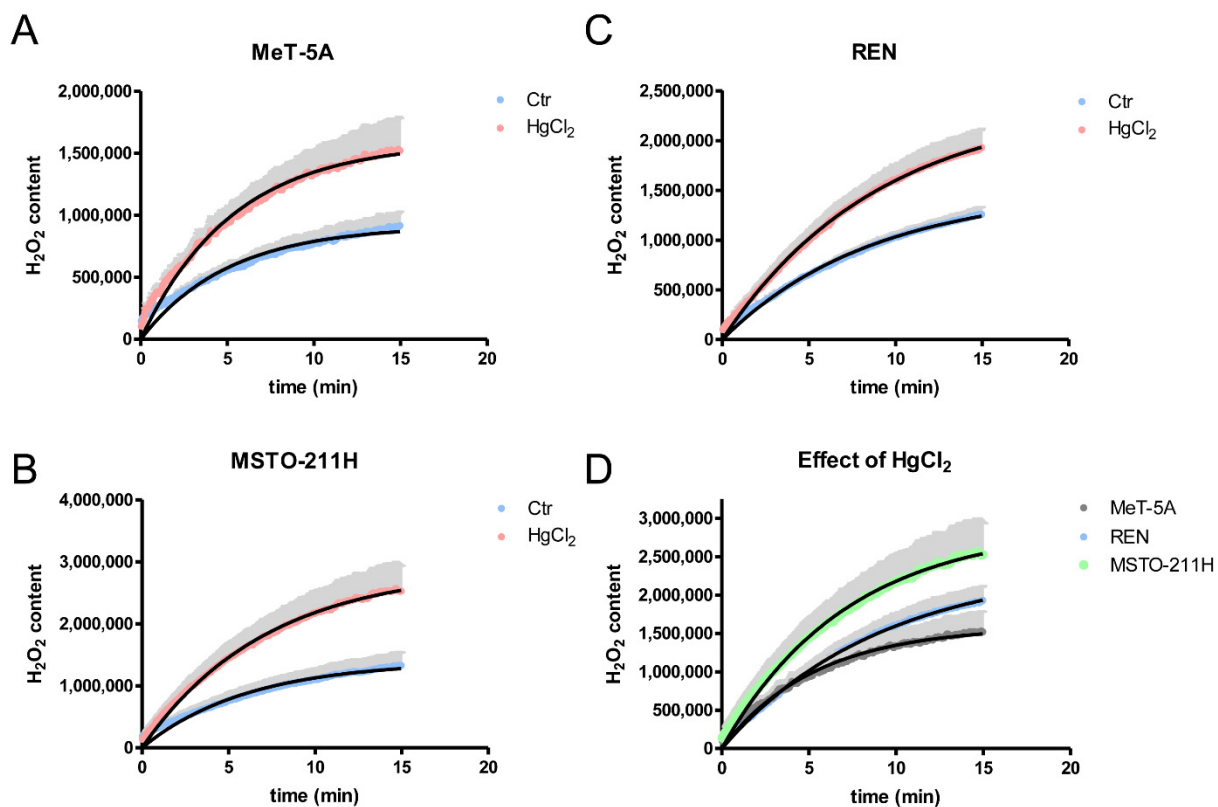 A
MeT-5A
H₂O₂ content
2,000,000
1,500,000
1,000,000
500,000
0
0 5 10 15 20
time (min)
Ctr
HgCl₂
C
REN
H₂O₂ content
2,500,000
2,000,000
1,500,000
1,000,000
500,000
0
0 5 10 15 20
time (min)
Ctr
HgCl₂
B
MSTO-211H
H₂O₂ content
4,000,000
3,000,000
2,000,000
1,000,000
0
0 5 10 15 20
time (min)
Ctr
HgCl₂
D
Effect of HgCl₂
H₂O₂ content
3,000,000
2,500,000
2,000,000
1,500,000
1,000,000
500,000
0
0 5 10 15 20
time (min)
MeT-5A
REN
MSTO-211H